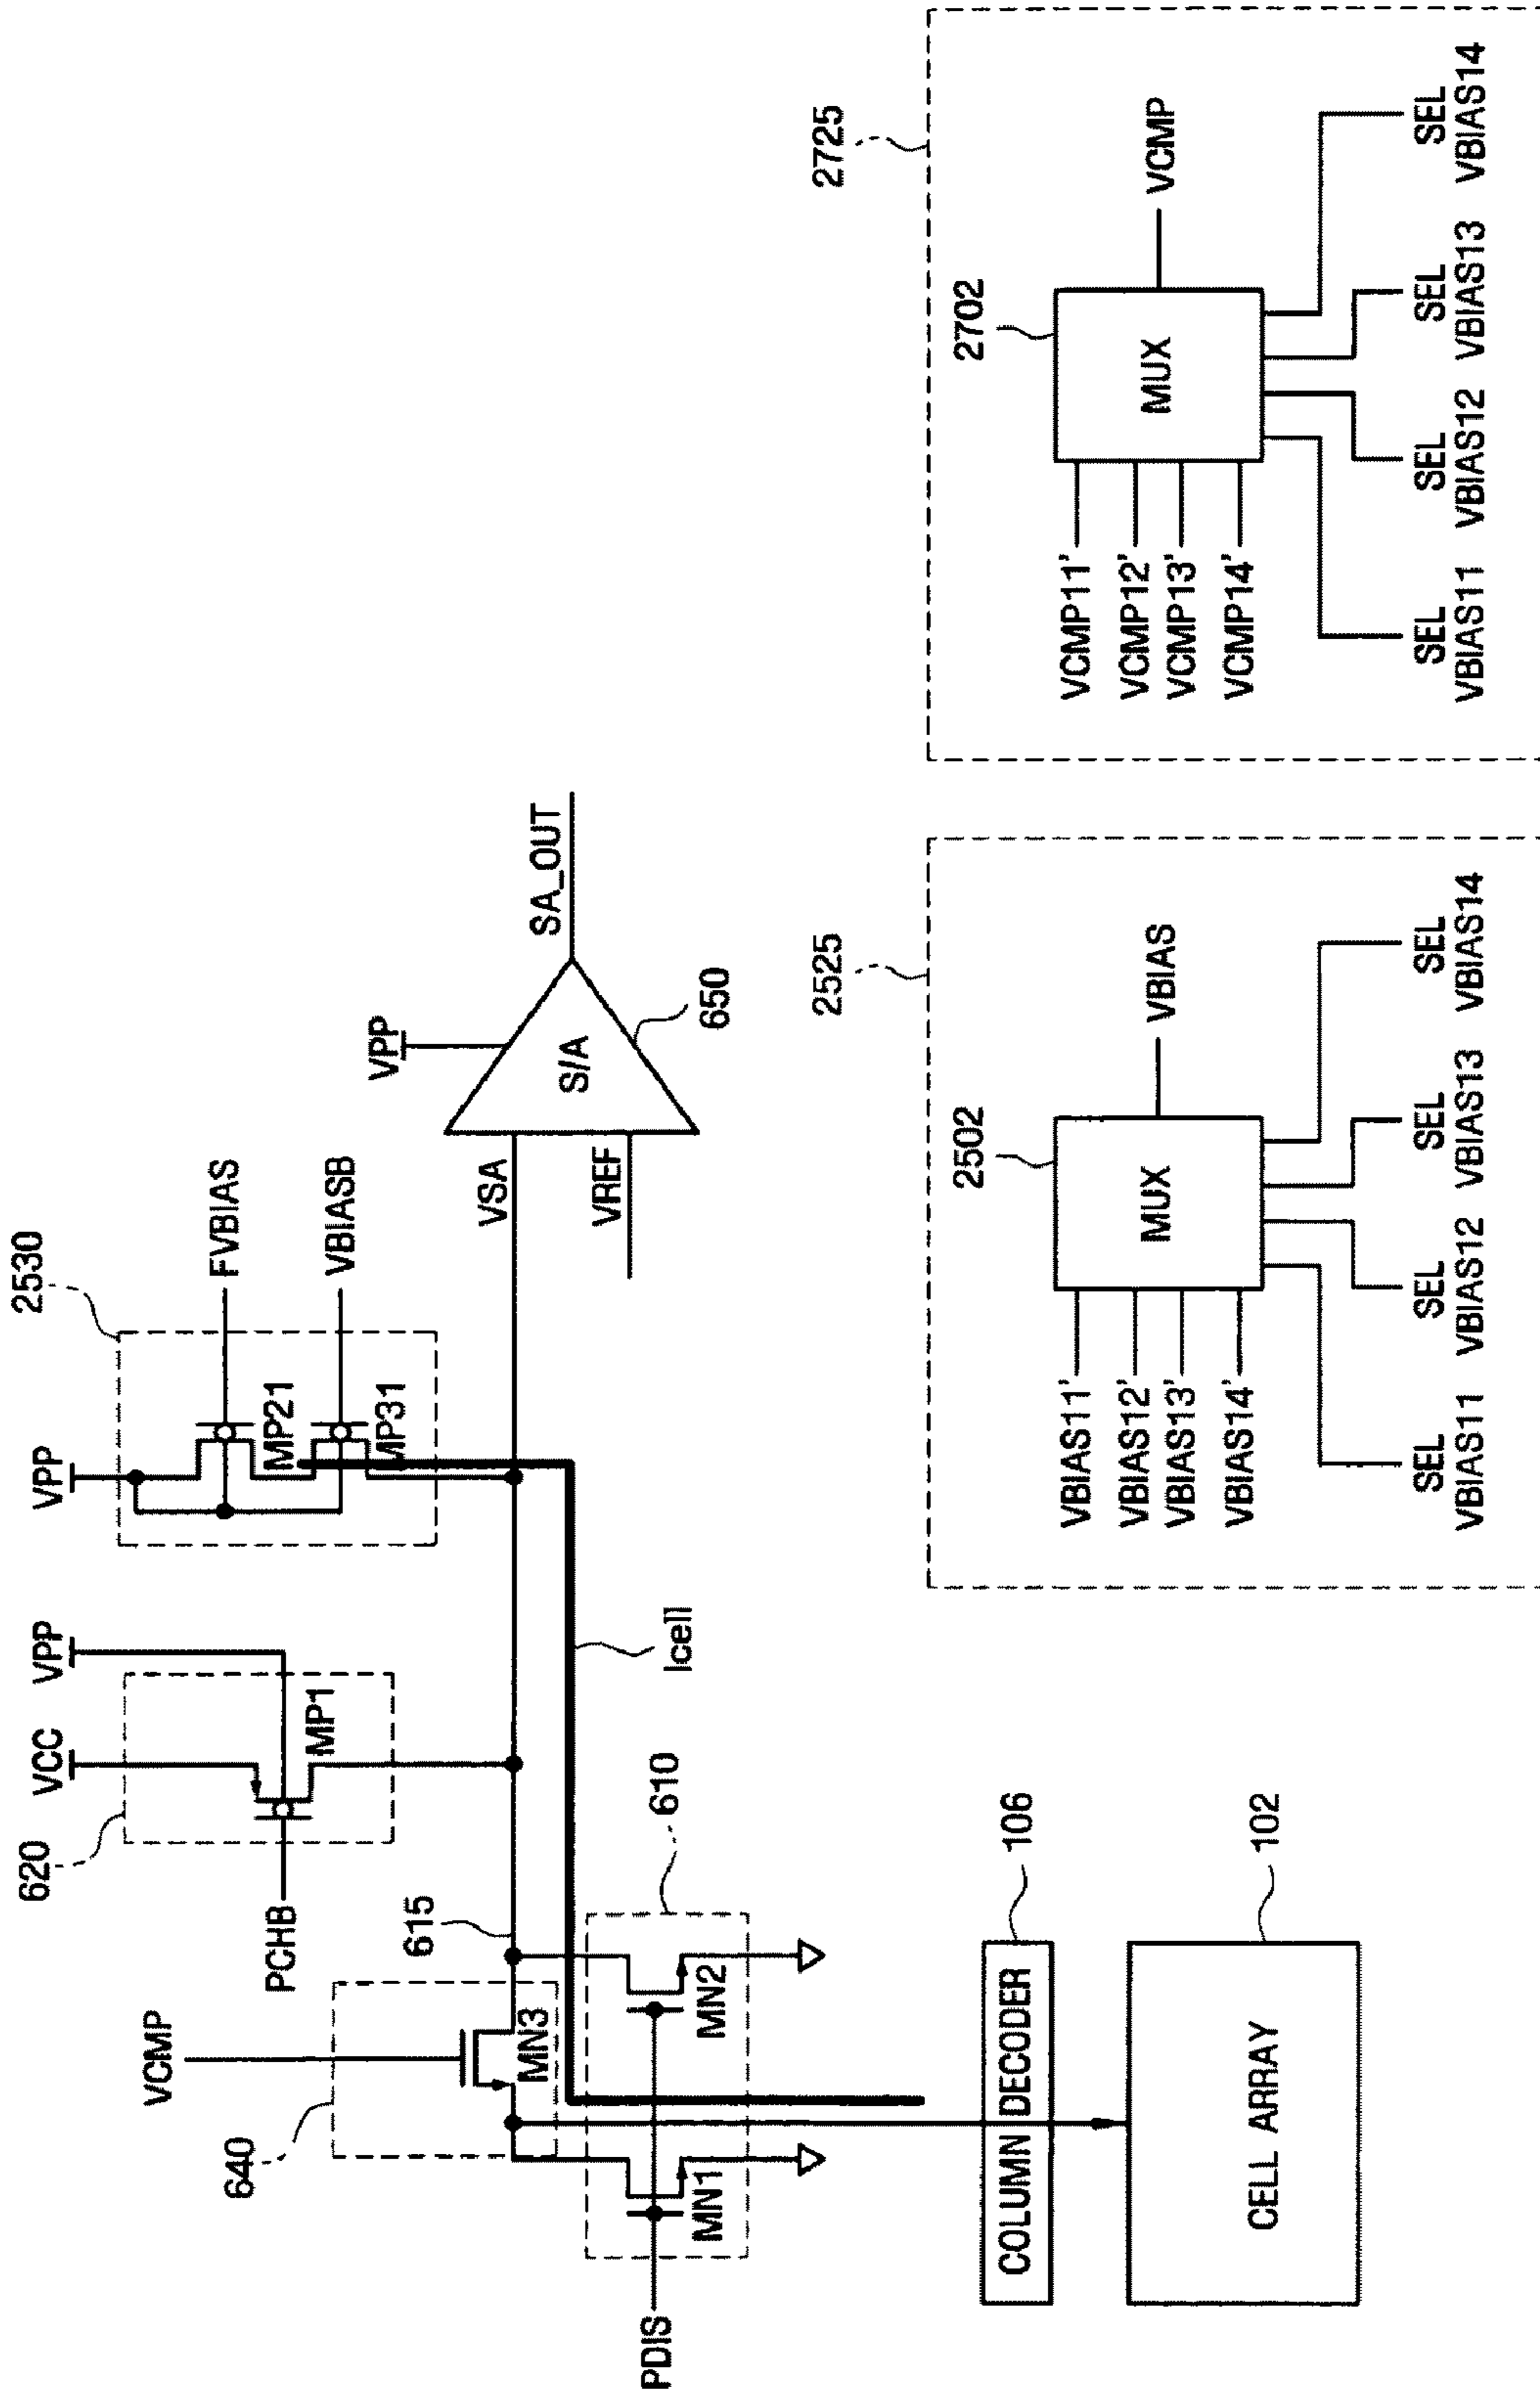 2530
VPP
VPP
VCC
620
FVBIAS
MP21
VBIASB
MP31
MP1
PCHB
VPP
SA_OUT
VCMP
640
MN3
615
VSA
S/A
VREF
650
Icell
610
PDIS
MN1
MN2
COLUMN DECODER
106
CELL ARRAY
102
2525
2502
VBIAS11'
VBIAS12'
VBIAS13'
VBIAS14'
MUX
VBIAS
SEL
VBIAS11
SEL
VBIAS12
SEL
VBIAS13
SEL
VBIAS14
2725
2702
VCMP11'
VCMP12'
VCMP13'
VCMP14'
MUX
VCMP
SEL
VBIAS11
SEL
VBIAS12
SEL
VBIAS13
SEL
VBIAS14